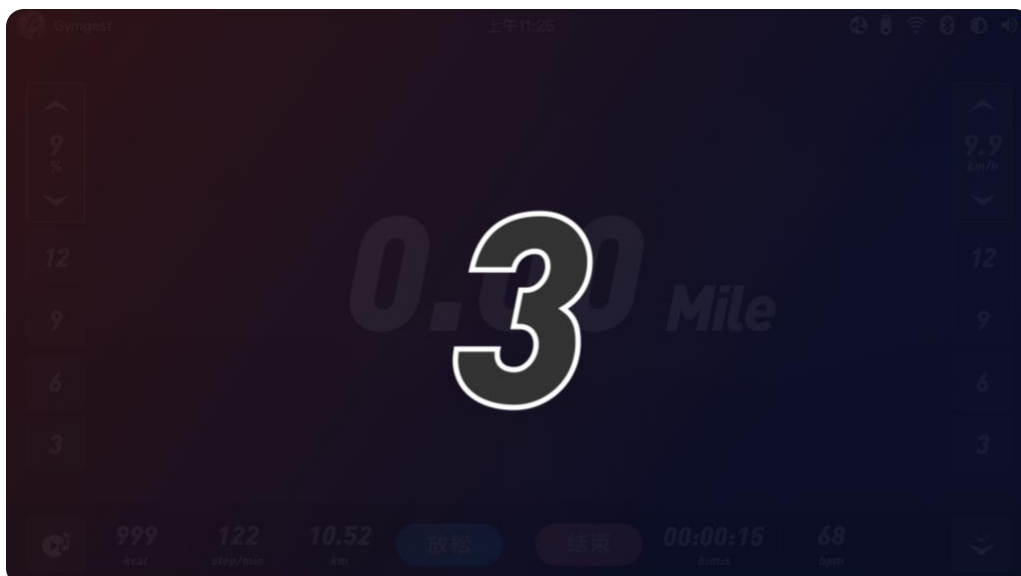 Gymgest 上午11:25
9
%
9.9
km/h
12
9
6
3
0.00 Mile
3
12
9
6
3
999
kcal
122
step/min
10.52
km
放松
结束
00:00:15
h:m:s
68
bpm